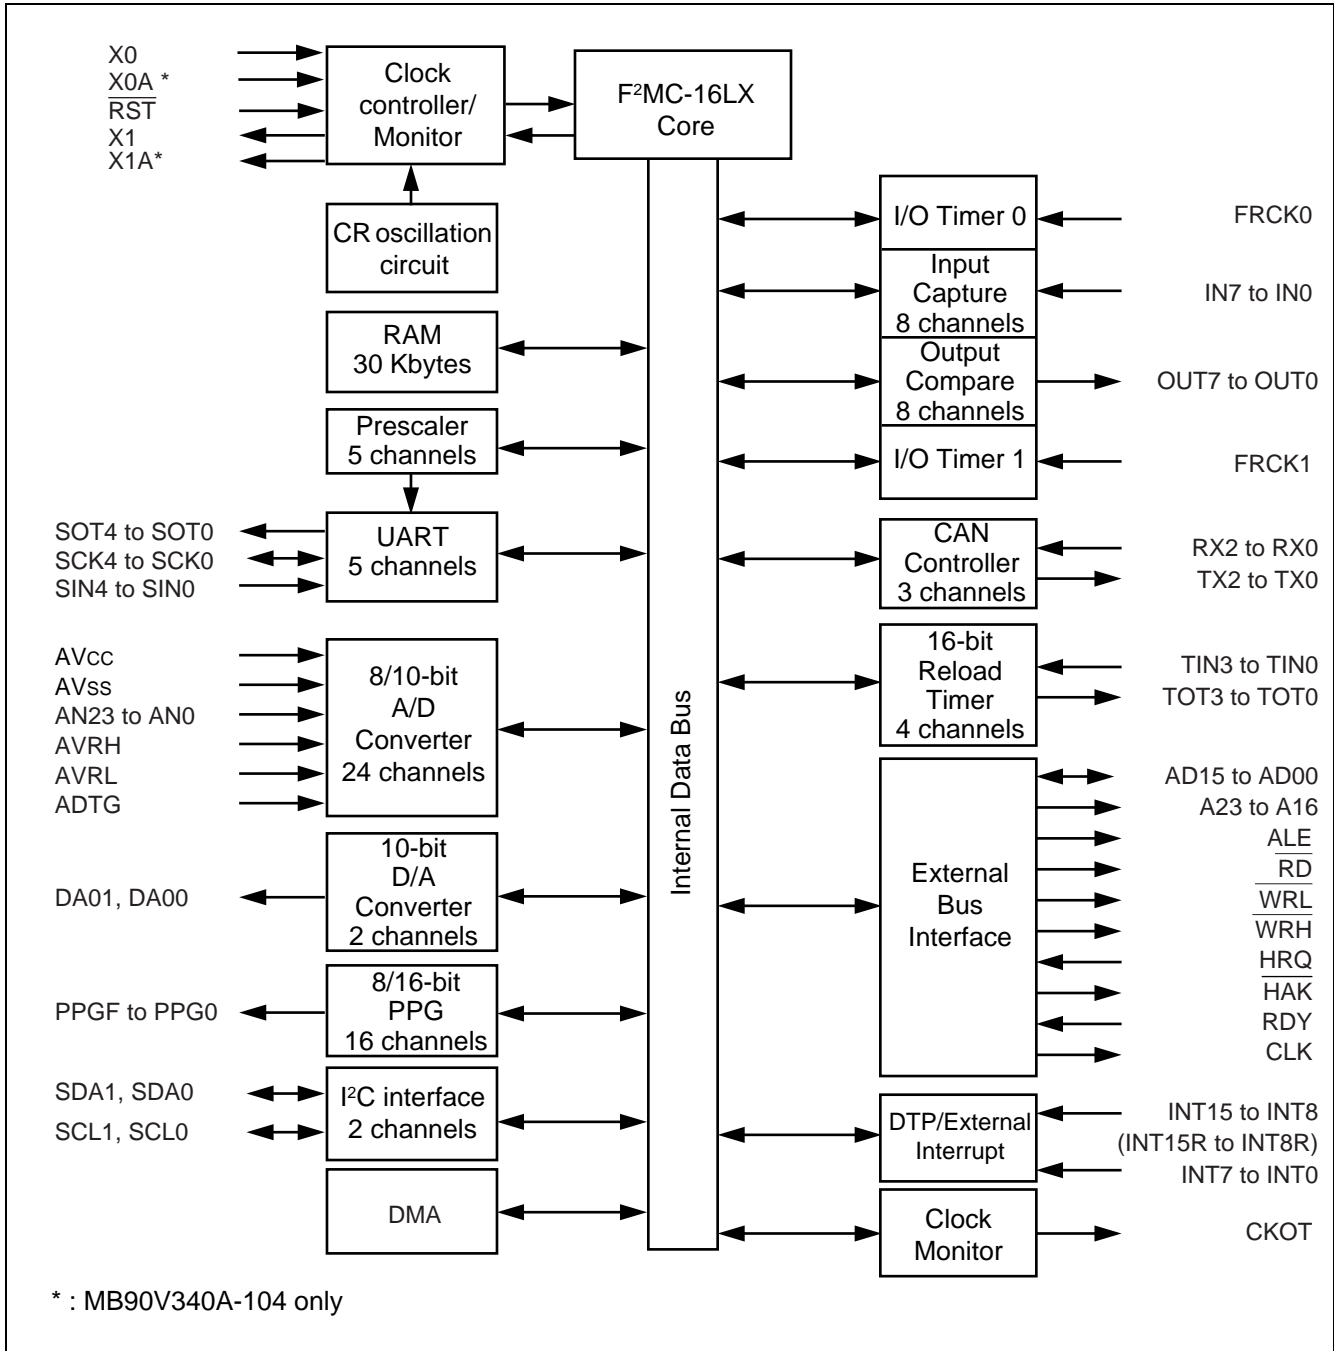 X0
X0A *
RST
X1
X1A*
Clock
controller/
Monitor
F²MC-16LX
Core
CR oscillation
circuit
RAM
30 Kbytes
Prescaler
5 channels
SOT4 to SOT0
SCK4 to SCK0
SIN4 to SIN0
UART
5 channels
AVcc
AVss
AN23 to AN0
AVRH
AVRL
ADTG
8/10-bit
A/D
Converter
24 channels
DA01, DA00
10-bit
D/A
Converter
2 channels
PPGF to PPG0
8/16-bit
PPG
16 channels
SDA1, SDA0
SCL1, SCL0
I²C interface
2 channels
DMA
Internal Data Bus
I/O Timer 0
FRCK0
Input
Capture
8 channels
IN7 to IN0
Output
Compare
8 channels
OUT7 to OUT0
I/O Timer 1
FRCK1
CAN
Controller
3 channels
RX2 to RX0
TX2 to TX0
16-bit
Reload
Timer
4 channels
TIN3 to TIN0
TOT3 to TOT0
External
Bus
Interface
AD15 to AD00
A23 to A16
ALE
RD
WRL
WRH
HRQ
HAK
RDY
CLK
DTP/External
Interrupt
INT15 to INT8
(INT15R to INT8R)
INT7 to INT0
Clock
Monitor
CKOT
* : MB90V340A-104 only